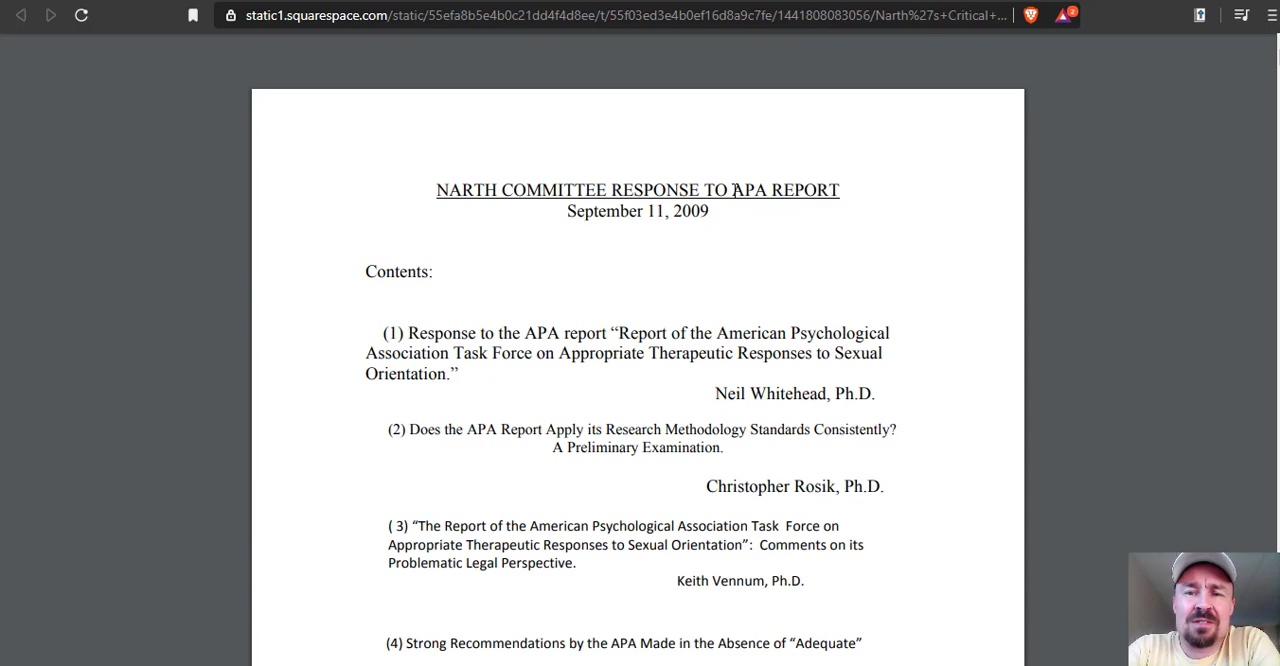 static1.squarespace.com/static/55efa8b5e4b0c21dd4f4d8ee/t/55f03ed3e4b0ef16d8a9c7fe/1441808083056/Narth%27s+Critical+...
2
NARTH COMMITTEE RESPONSE TO APA REPORT
September 11, 2009
Contents:
(1) Response to the APA report “Report of the American Psychological
Association Task Force on Appropriate Therapeutic Responses to Sexual
Orientation.”
Neil Whitehead, Ph.D.
(2) Does the APA Report Apply its Research Methodology Standards Consistently?
A Preliminary Examination.
Christopher Rosik, Ph.D.
( 3) “The Report of the American Psychological Association Task Force on
Appropriate Therapeutic Responses to Sexual Orientation”: Comments on its
Problematic Legal Perspective.
Keith Vennum, Ph.D.
(4) Strong Recommendations by the APA Made in the Absence of “Adequate”